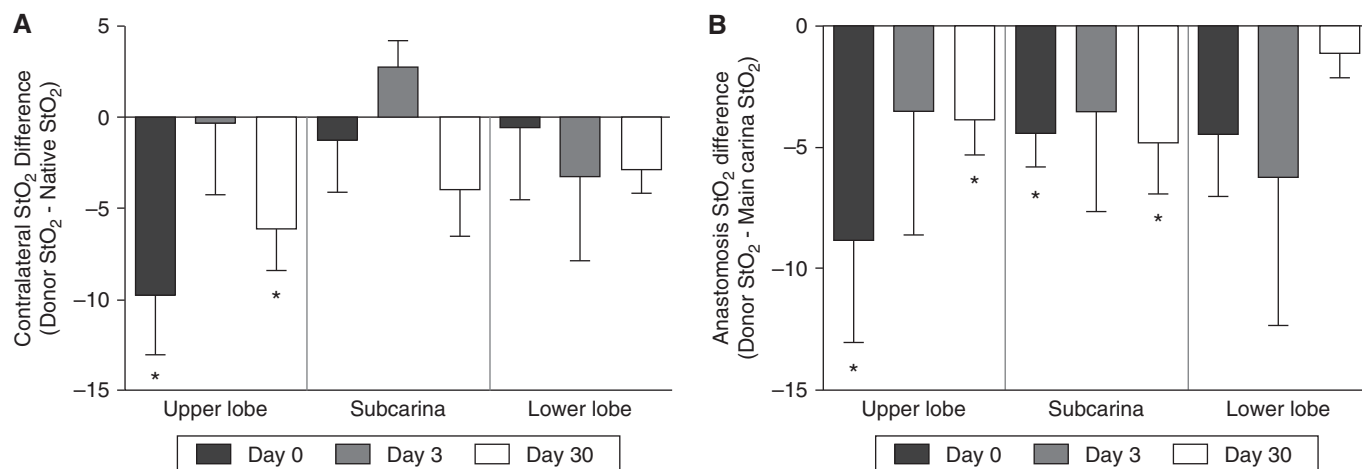 A
Contralateral StO2 Difference
(Donor StO2 - Native StO2)
5
0
–5
–10
–15
*
*
Upper lobe
Subcarina
Lower lobe
Day 0
Day 3
Day 30
B
Anastomosis StO2 difference
(Donor StO2 - Main carina StO2)
0
–5
–10
–15
*
*
*
*
Upper lobe
Subcarina
Lower lobe
Day 0
Day 3
Day 30